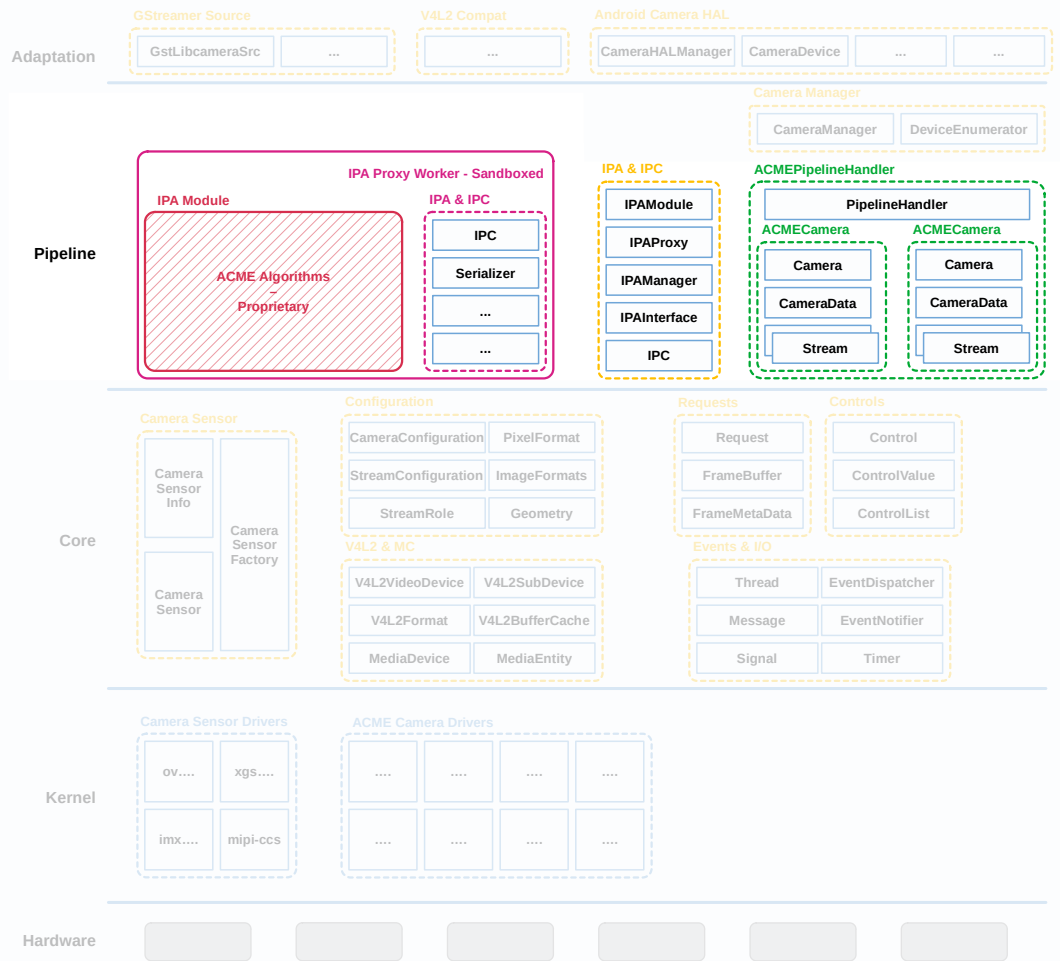 GStreamer Source
V4L2 Compat
Android Camera HAL
Adaptation
GstLibcameraSrc
...
...
CameraHALManager
CameraDevice
...
...
Camera Manager
CameraManager
DeviceEnumerator
Pipeline
IPA Proxy Worker - Sandboxed
IPA Module
ACME Algorithms
–
Proprietary
IPA & IPC
IPC
Serializer
...
...
IPA & IPC
IPAModule
IPAProxy
IPAManager
IPAInterface
IPC
ACMEPipelineHandler
PipelineHandler
ACMECamera
Camera
CameraData
Stream
ACMECamera
Camera
CameraData
Stream
Core
Camera Sensor
Camera
Sensor
Info
Camera
Sensor
Camera
Sensor
Factory
Configuration
CameraConfiguration
PixelFormat
StreamConfiguration
ImageFormats
StreamRole
Geometry
Requests
Request
FrameBuffer
FrameMetaData
Controls
Control
ControlValue
ControlList
V4L2 & MC
V4L2VideoDevice
V4L2SubDevice
V4L2Format
V4L2BufferCache
MediaDevice
MediaEntity
Events & I/O
Thread
EventDispatcher
Message
EventNotifier
Signal
Timer
Kernel
Camera Sensor Drivers
ov....
xgs....
imx....
mipi-ccs
ACME Camera Drivers
....
....
....
....
....
....
....
....
Hardware